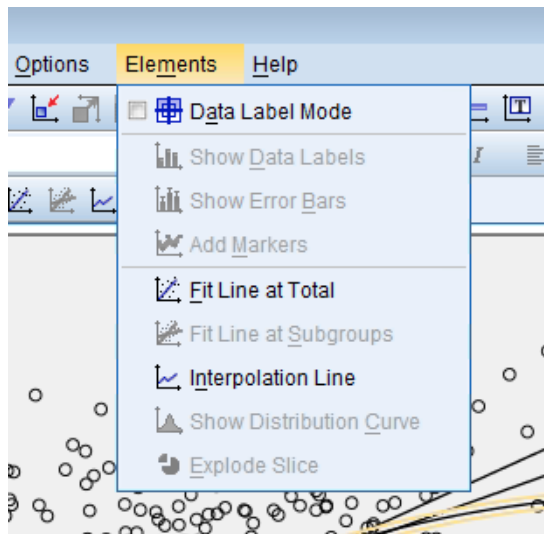 Options Elements Help
Data Label Mode
T
Show Data Labels
I
Show Error Bars
Add Markers
Fit Line at Total
Fit Line at Subgroups
Interpolation Line
Show Distribution Curve
Explode Slice